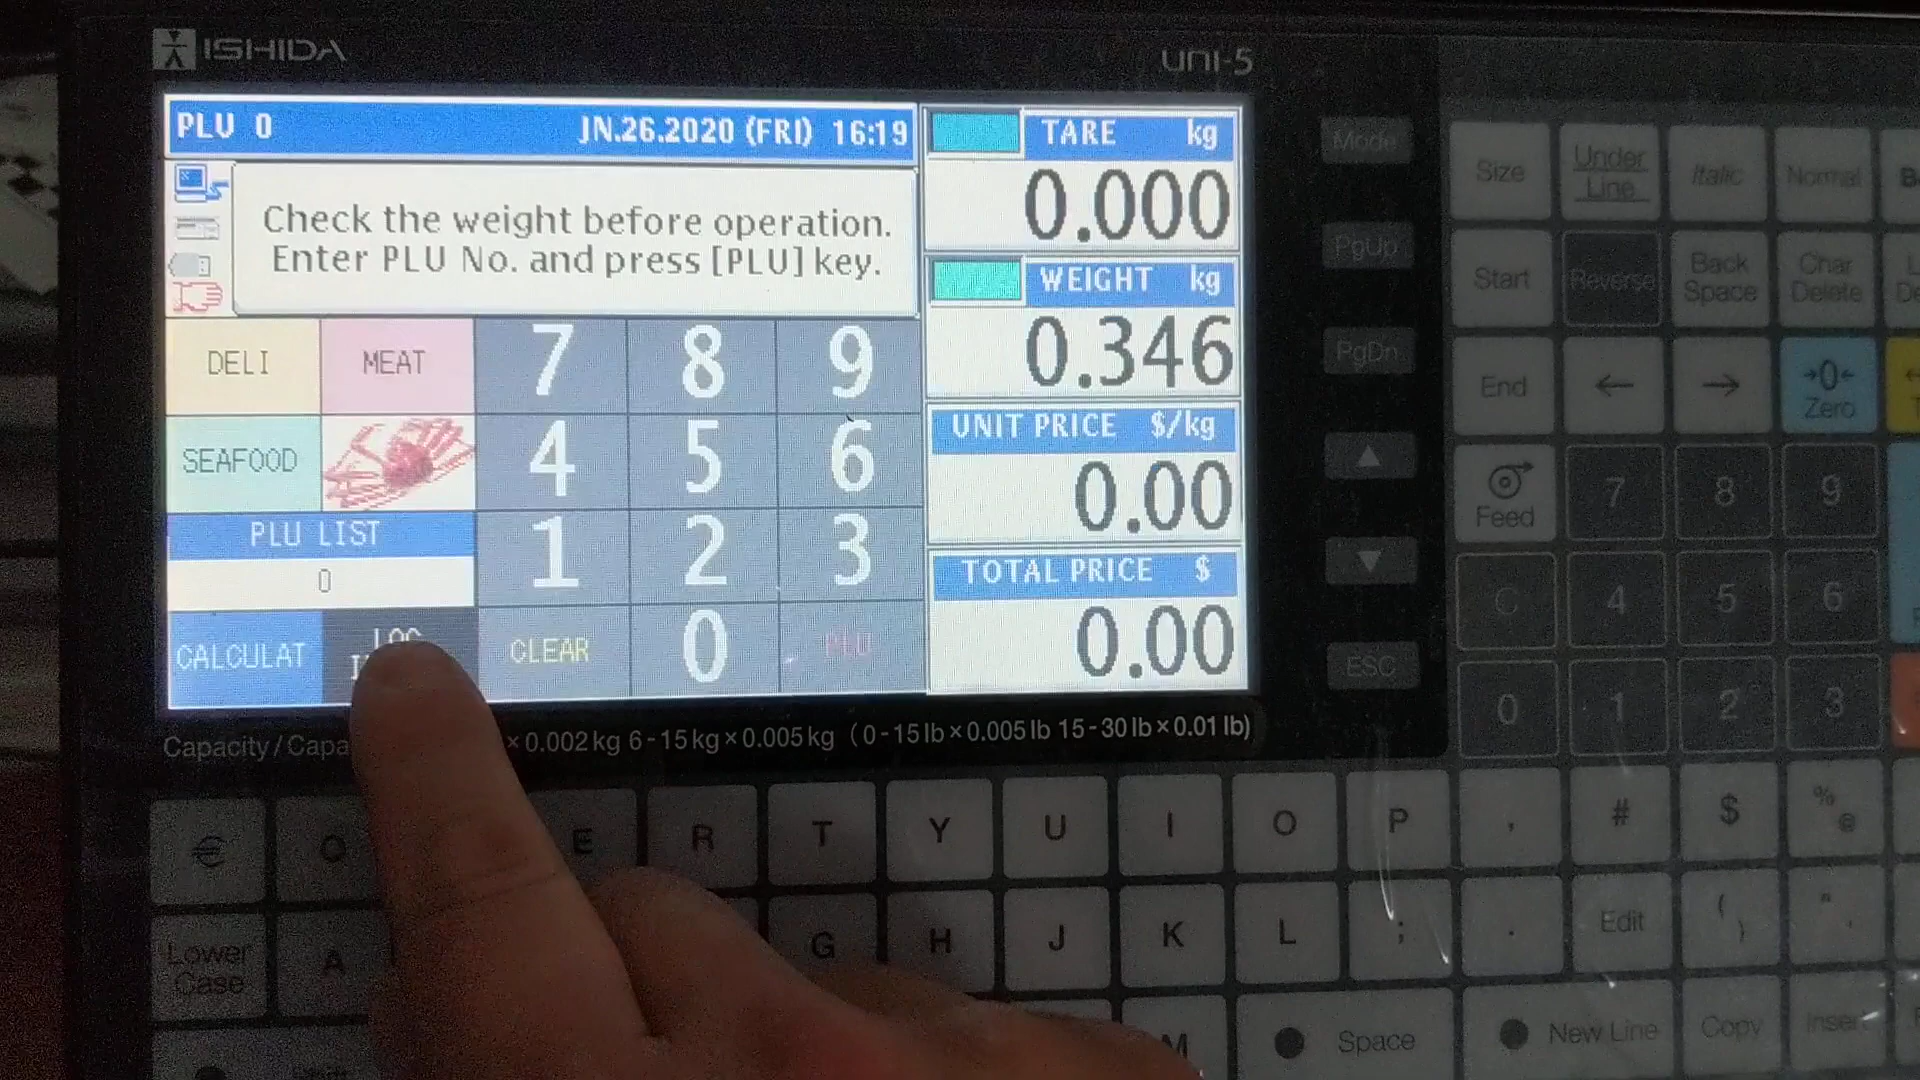 ISHIDA
uni-5
PLU 0 JN.26.2020 (FRI) 16:19
Check the weight before operation.
Enter PLU No. and press [PLU] key.
TARE kg
0.000
WEIGHT kg
0.346
UNIT PRICE $/kg
0.00
TOTAL PRICE $
0.00
DELI MEAT 7 8 9
SEAFOOD 4 5 6
PLU LIST 1 2 3
0
CALCULAT CLEAR 0 PLU
× 0.002 kg 6 - 15 kg × 0.005 kg ( 0 - 15 lb × 0.005 lb 15 - 30 lb × 0.01 lb)
Capacity /
Mode
PgUp
PgDn
▲
▼
ESC
Size Under Line Italic Normal
Start Reverse Back Space Char Delete
End ← → →0← Zero
Feed 7 8 9
C 4 5 6
0 1 2 3
€ E R T Y U I O P , # $ % @
Lower Case A G H J K L ; . Edit ( )
M Space New Line Copy Insert